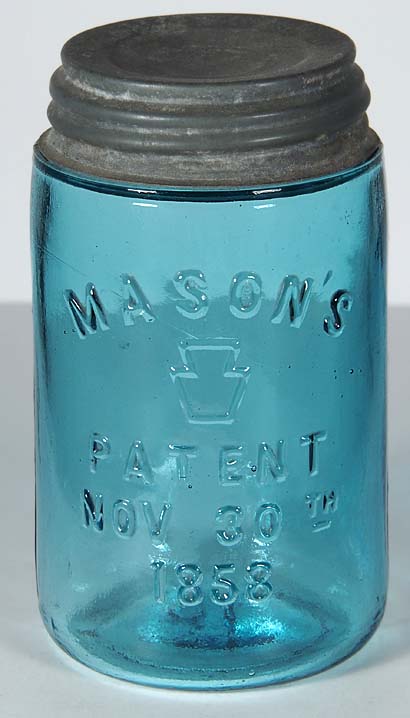 MASON'S
PATENT
NOV 30TH
1858